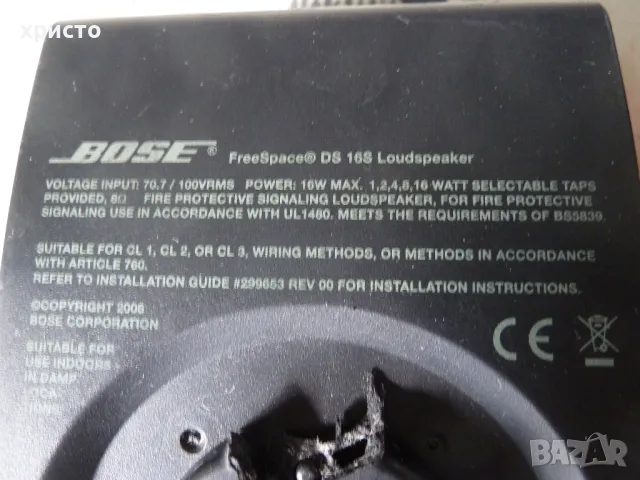 христо
BOSE® FreeSpace® DS 16S Loudspeaker
VOLTAGE INPUT: 70.7 / 100VRMS POWER: 16W MAX. 1,2,4,8,16 WATT SELECTABLE TAPS
PROVIDED, 8Ω FIRE PROTECTIVE SIGNALING LOUDSPEAKER, FOR FIRE PROTECTIVE
SIGNALING USE IN ACCORDANCE WITH UL1480. MEETS THE REQUIREMENTS OF BS5839.
SUITABLE FOR CL 1, CL 2, OR CL 3, WIRING METHODS, OR METHODS IN ACCORDANCE
WITH ARTICLE 760.
REFER TO INSTALLATION GUIDE #299653 REV 00 FOR INSTALLATION INSTRUCTIONS.
©COPYRIGHT 2006
BOSE CORPORATION
SUITABLE FOR
USE INDOORS
IN DAMP
CE
BAZAR
bg